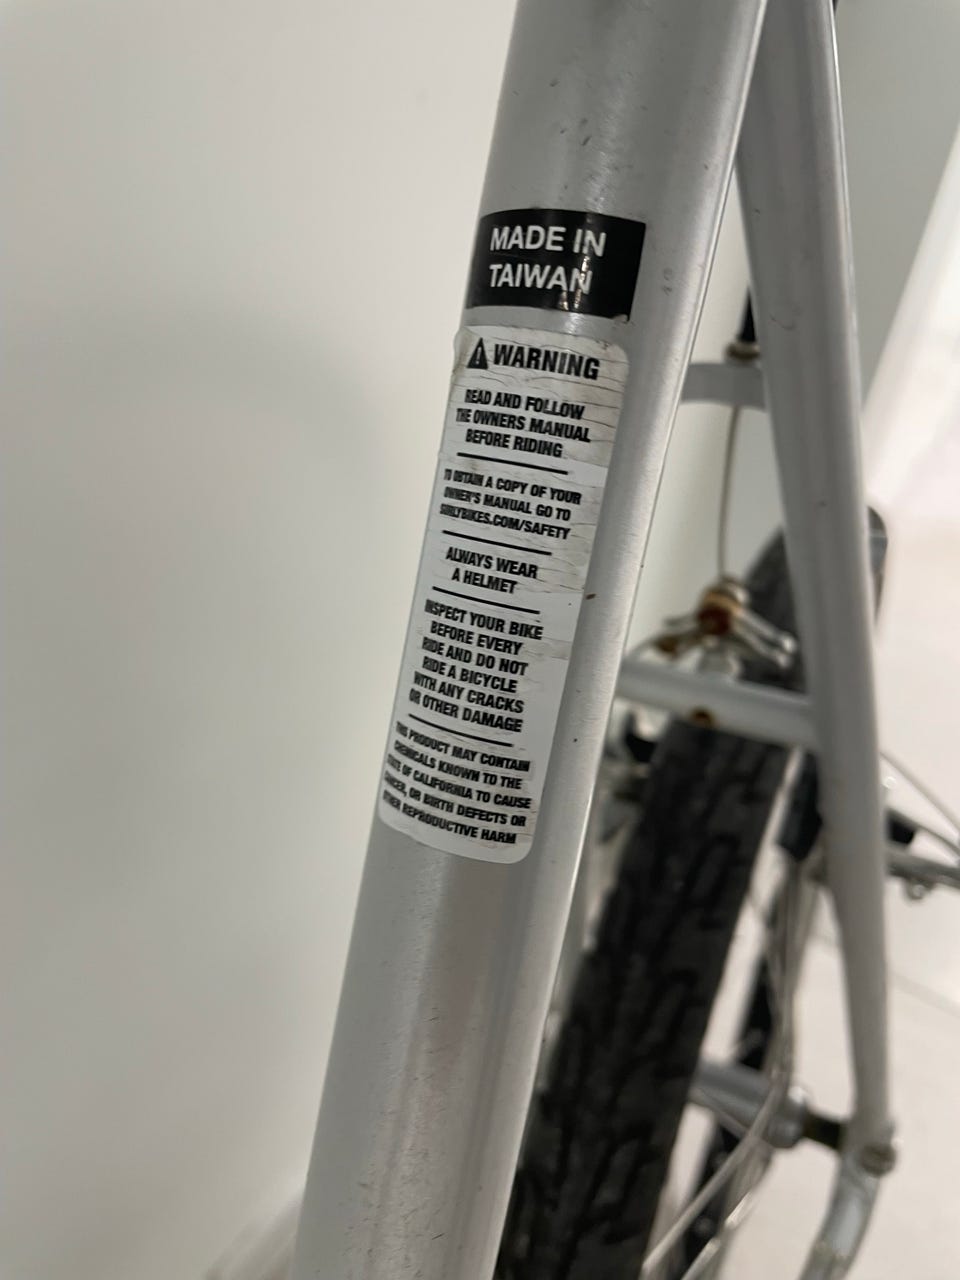 MADE IN
TAIWAN
WARNING
READ AND FOLLOW
THE OWNERS MANUAL
BEFORE RIDING
TO OBTAIN A COPY OF YOUR
OWNER'S MANUAL GO TO
SURLYBIKES.COM/SAFETY
ALWAYS WEAR
A HELMET
INSPECT YOUR BIKE
BEFORE EVERY
RIDE AND DO NOT
RIDE A BICYCLE
WITH ANY CRACKS
OR OTHER DAMAGE
THIS PRODUCT MAY CONTAIN
CHEMICALS KNOWN TO THE
STATE OF CALIFORNIA TO CAUSE
CANCER, OR BIRTH DEFECTS OR
OTHER REPRODUCTIVE HARM